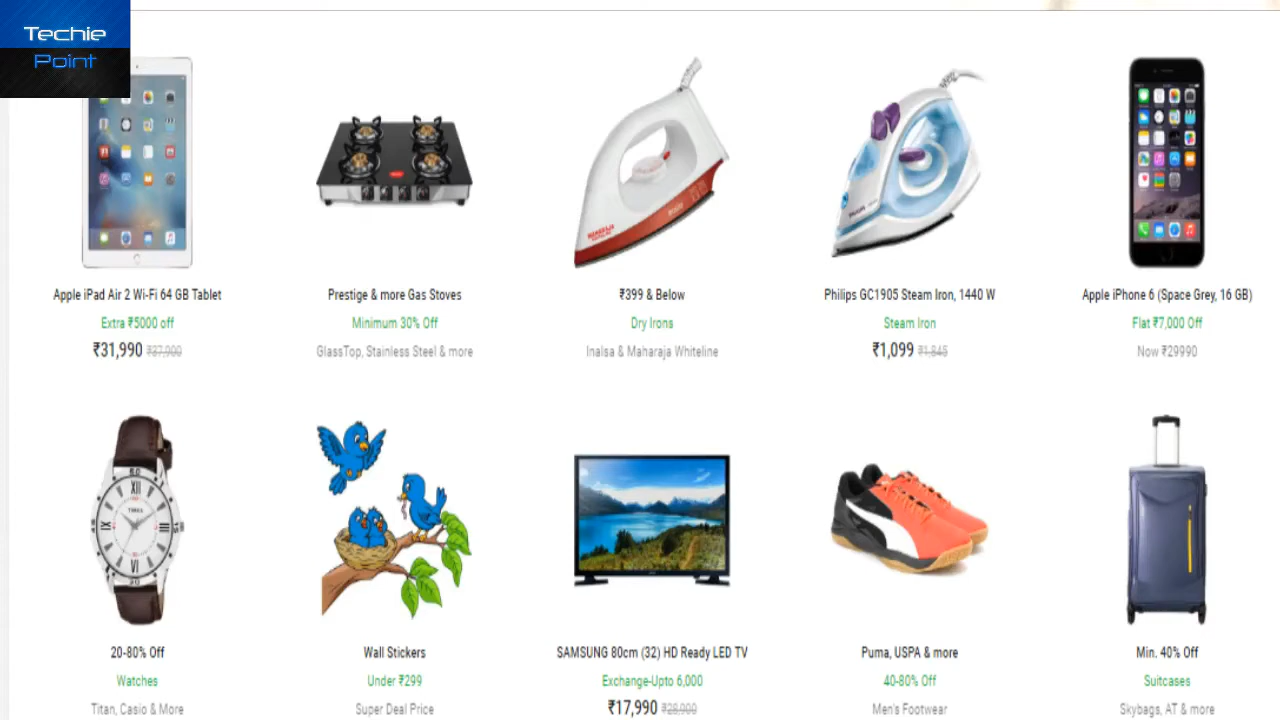 Techie
Point
Apple iPad Air 2 Wi-Fi 64 GB Tablet
Extra ₹5000 off
₹31,990 ₹37,900
Prestige & more Gas Stoves
Minimum 30% Off
GlassTop, Stainless Steel & more
₹399 & Below
Dry Irons
Inalsa & Maharaja Whiteline
Philips GC1905 Steam Iron, 1440 W
Steam Iron
₹1,099 ₹1,845
Apple iPhone 6 (Space Grey, 16 GB)
Flat ₹7,000 Off
Now ₹29990
20-80% Off
Watches
Titan, Casio & More
Wall Stickers
Under ₹299
Super Deal Price
SAMSUNG 80cm (32) HD Ready LED TV
Exchange-Upto 6,000
₹17,990 ₹28,900
Puma, USPA & more
40-80% Off
Men's Footwear
Min. 40% Off
Suitcases
Skybags, AT & more